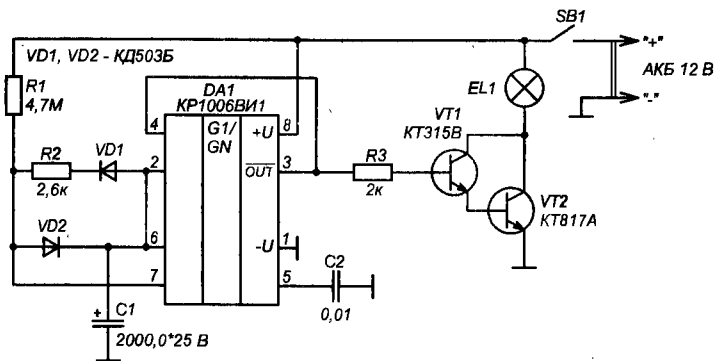 SB1
VD1, VD2 - КД503Б
"+"
АКБ 12 В
"-"
R1
4,7М
DA1
КР1006ВИ1
EL1
4
G1/
GN
+U
8
VT1
КТ315В
R2
2,6к
VD1
2
OUT
3
R3
2к
VT2
КТ817А
VD2
6
-U
1
7
5
C2
0,01
+
C1
2000,0*25 В